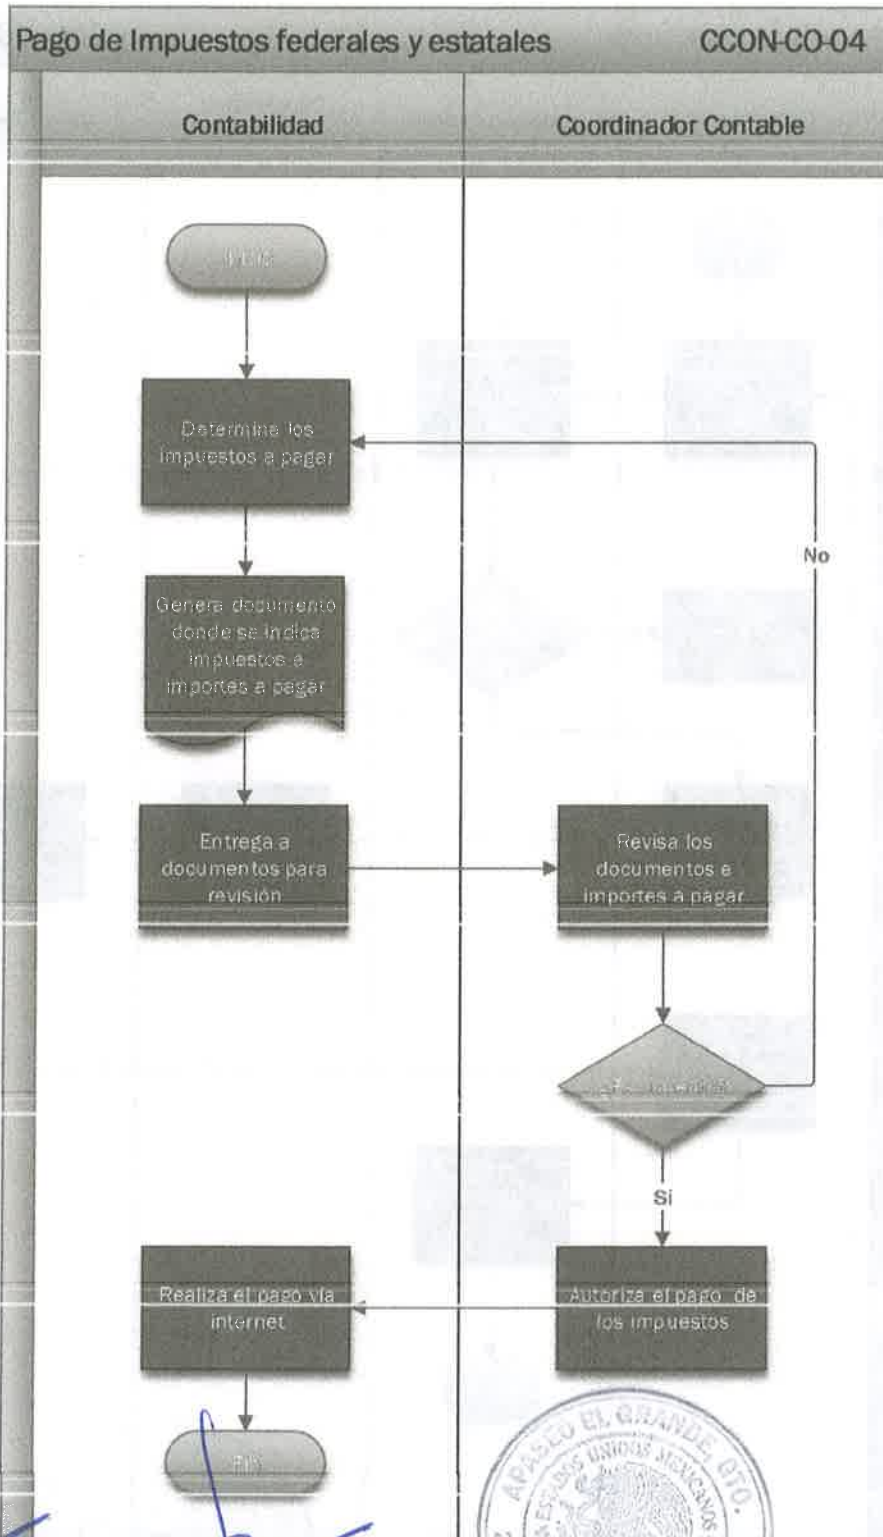 Pago de Impuestos federales y estatales CCON-CO-04
Contabilidad Coordinador Contable
Determina los
impuestos a pagar
No
Genera documento
donde se indica
impuestos e
importes a pagar
Entrega a
documentos para
revisión
Revisa los
documentos e
importes a pagar
Si
Autoriza el pago de
los impuestos
Realiza el pago vía
internet
FIN
APASEO EL GRANDE, GTO.
ESTADOS UNIDOS MEXICANOS